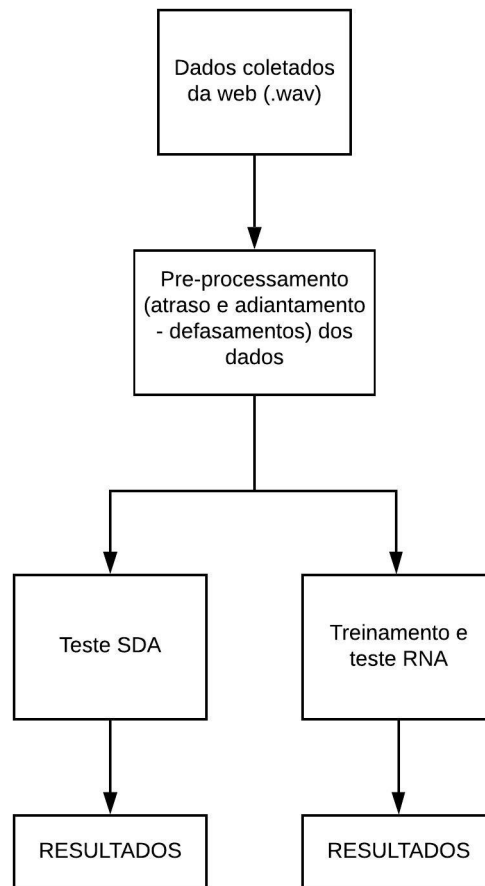 Dados coletados
da web (.wav)
Pre-processamento
(atraso e adiantamento
- defasamentos) dos
dados
Teste SDA
Treinamento e
teste RNA
RESULTADOS
RESULTADOS